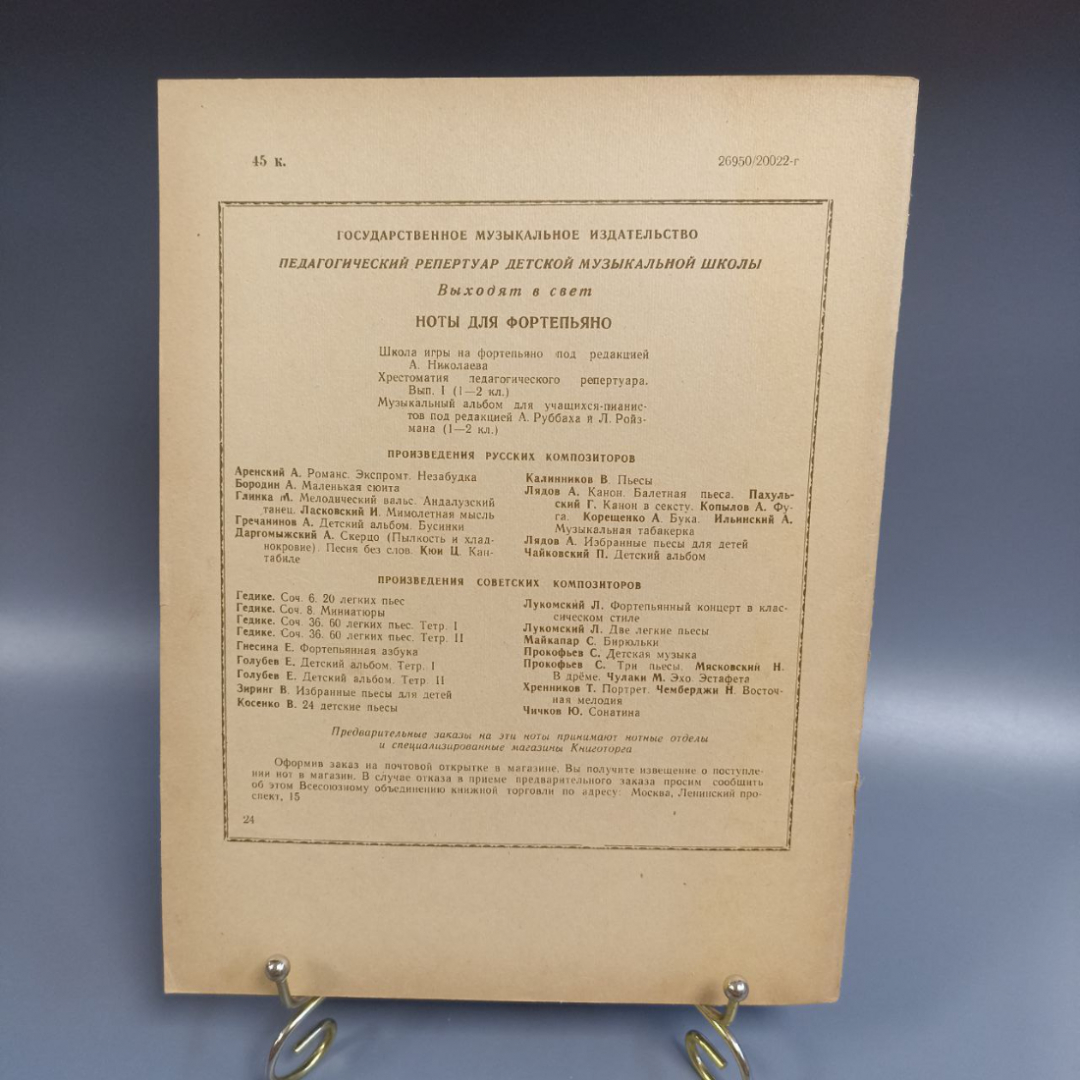 45 к.
26950/20022-г
ГОСУДАРСТВЕННОЕ МУЗЫКАЛЬНОЕ ИЗДАТЕЛЬСТВО
ПЕДАГОГИЧЕСКИЙ РЕПЕРТУАР ДЕТСКОЙ МУЗЫКАЛЬНОЙ ШКОЛЫ
Выходят в свет
НОТЫ ДЛЯ ФОРТЕПЬЯНО
Школа игры на фортепьяно под редакцией
А. Николаева
Хрестоматия педагогического репертуара.
Вып. I (1—2 кл.)
Музыкальный альбом для учащихся-пианис-
тов под редакцией А. Руббаха и Л. Ройз-
мана (1—2 кл.)
ПРОИЗВЕДЕНИЯ РУССКИХ КОМПОЗИТОРОВ
Аренский А. Романс. Экспромт. Незабудка
Бородин А. Маленькая сюита
Глинка М. Мелодический вальс. Андалузский
танец. Ласковский И. Мимолетная мысль
Гречанинов А. Детский альбом. Бусинки
Даргомыжский А. Скерцо (Пылкость и хлад-
нокровие). Песня без слов. Кюи Ц. Кан-
табиле
Калинников В. Пьесы
Лядов А. Канон. Балетная пьеса. Пахуль-
ский Г. Канон в сексту. Копылов А. Фу-
га. Корещенко А. Бука. Ильинский А.
Музыкальная табакерка
Лядов А. Избранные пьесы для детей
Чайковский П. Детский альбом
ПРОИЗВЕДЕНИЯ СОВЕТСКИХ КОМПОЗИТОРОВ
Гедике. Соч. 6. 20 легких пьес
Гедике. Соч. 8. Миниатюры
Гедике. Соч. 36. 60 легких пьес. Тетр. I
Гедике. Соч. 36. 60 легких пьес. Тетр. II
Гнесина Е. Фортепьянная азбука
Голубев Е. Детский альбом. Тетр. I
Голубев Е. Детский альбом. Тетр. II
Зиринг В. Избранные пьесы для детей
Косенко В. 24 детские пьесы
Лукомский Л. Фортепьянный концерт в клас-
сическом стиле
Лукомский Л. Две легкие пьесы
Майкапар С. Бирюльки
Прокофьев С. Детская музыка
Прокофьев С. Три пьесы. Мясковский Н.
В дрёме. Чулаки М. Эхо. Эстафета
Хренников Т. Портрет. Чемберджи Н. Восточ-
ная мелодия
Чичков Ю. Сонатина
Предварительные заказы на эти ноты принимают нотные отделы
и специализированные магазины Книготорга
Оформив заказ на почтовой открытке в магазине, Вы получите извещение о поступле-
нии нот в магазин. В случае отказа в приеме предварительного заказа просим сообщить
об этом Всесоюзному объединению книжной торговли по адресу: Москва, Ленинский про-
спект, 15
24